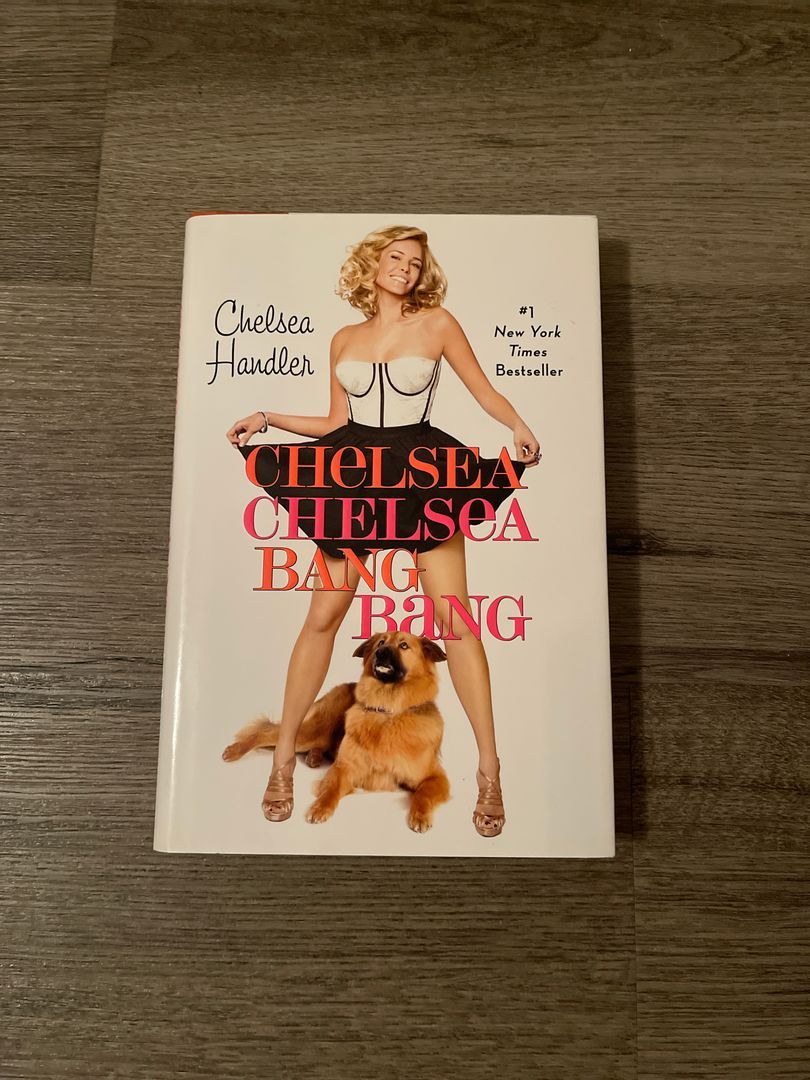 Chelsea
Handler
#1
New York
Times
Bestseller
CHeLSEA
CHELSeA
BANG
BaNG